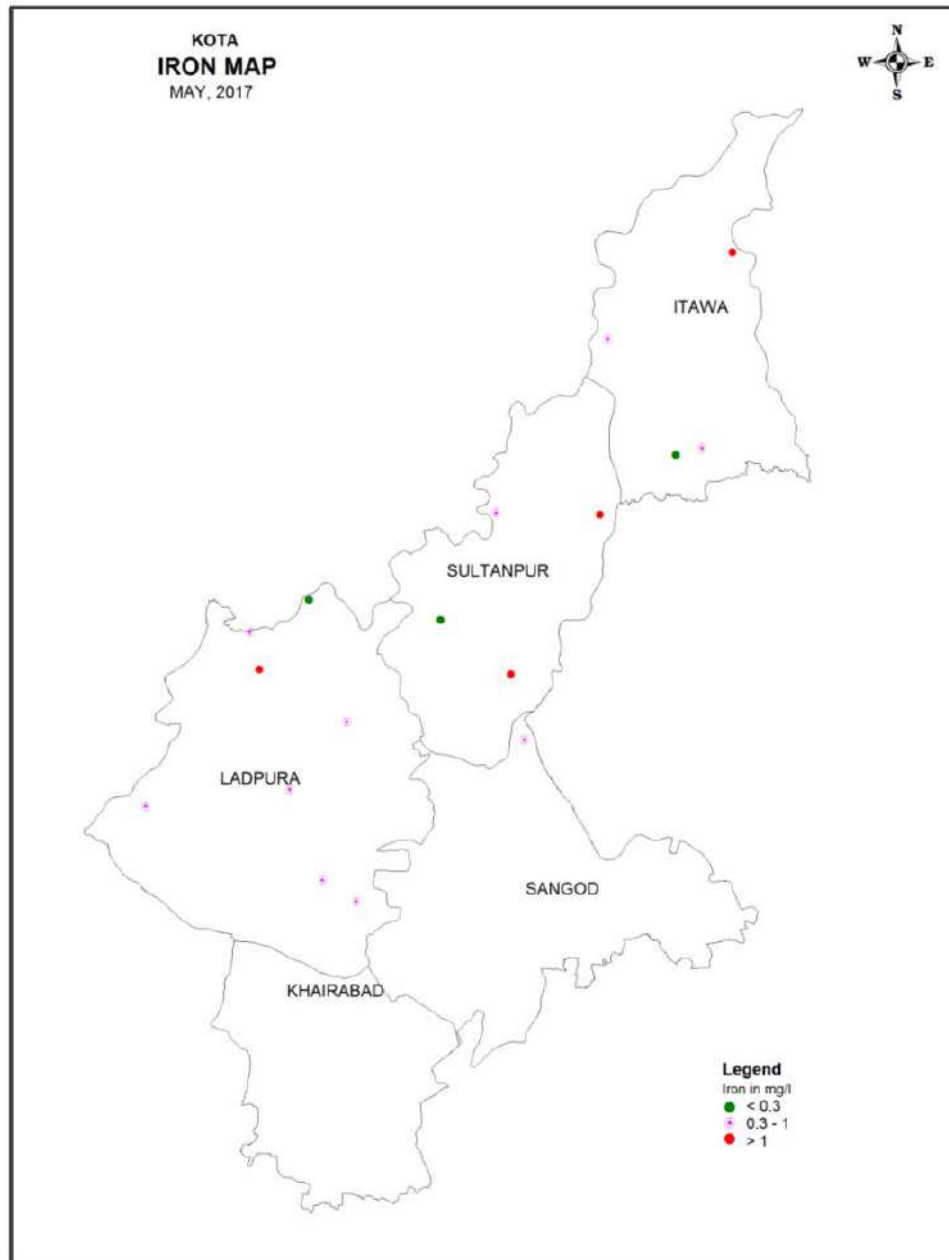 KOTA
IRON MAP
MAY, 2017
N
W E
S
ITAWA
SULTANPUR
LADPURA
SANGOD
KHAIRABAD
Legend
Iron in mg/l
< 0.3
0.3 - 1
> 1